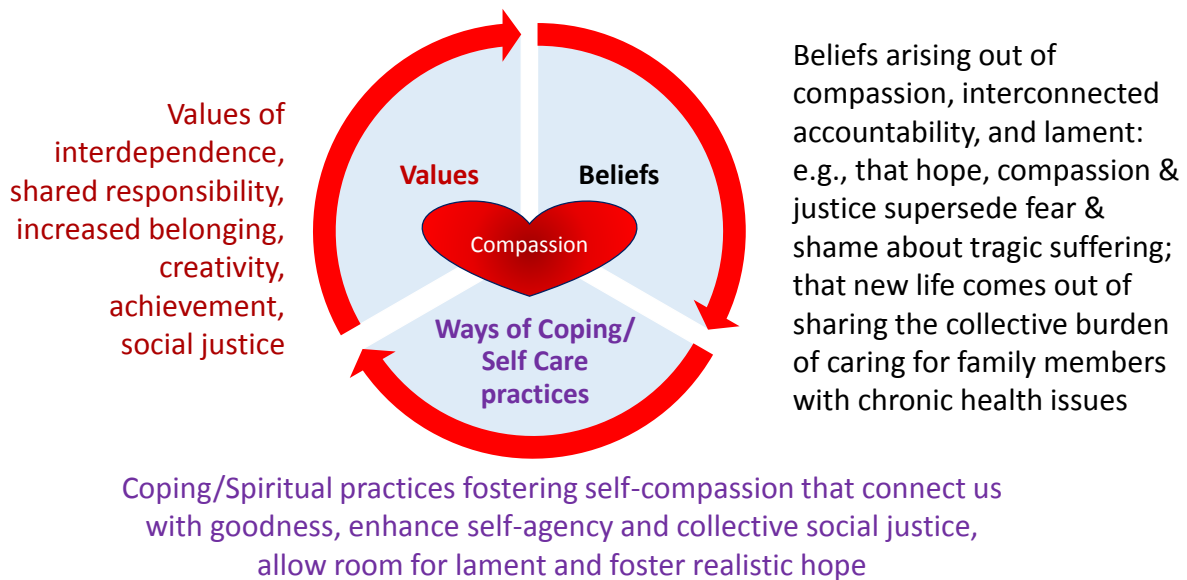 Values of
interdependence,
shared responsibility,
increased belonging,
creativity,
achievement,
social justice
Values
Beliefs
Compassion
Ways of Coping/
Self Care
practices
Beliefs arising out of
compassion, interconnected
accountability, and lament:
e.g., that hope, compassion &
justice supersede fear &
shame about tragic suffering;
that new life comes out of
sharing the collective burden
of caring for family members
with chronic health issues
Coping/Spiritual practices fostering self-compassion that connect us
with goodness, enhance self-agency and collective social justice,
allow room for lament and foster realistic hope